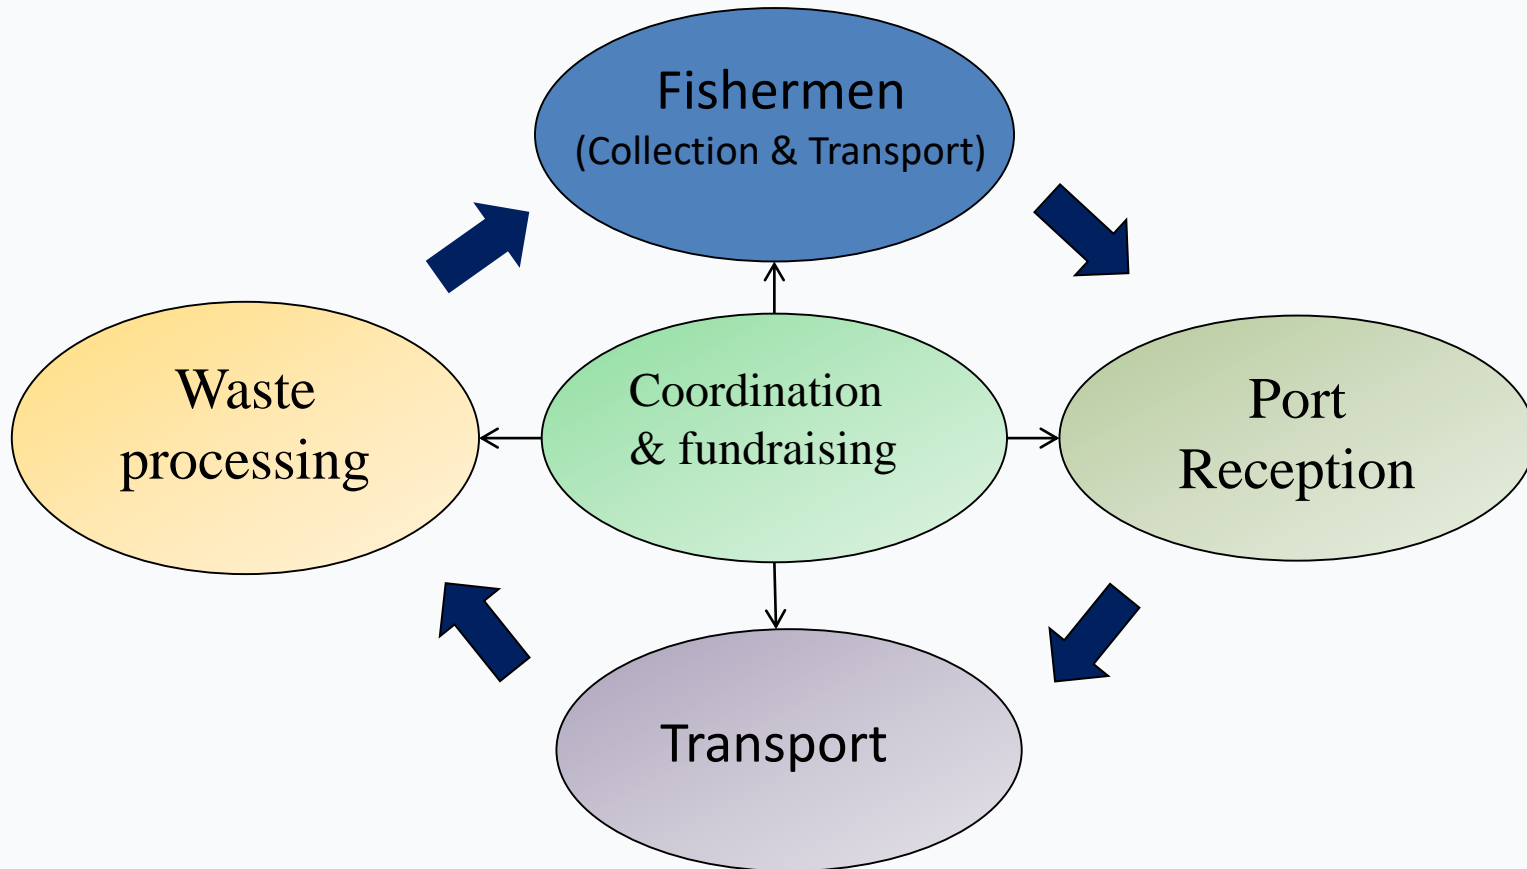 Fishermen
(Collection & Transport)
Waste
processing
Coordination
& fundraising
Port
Reception
Transport